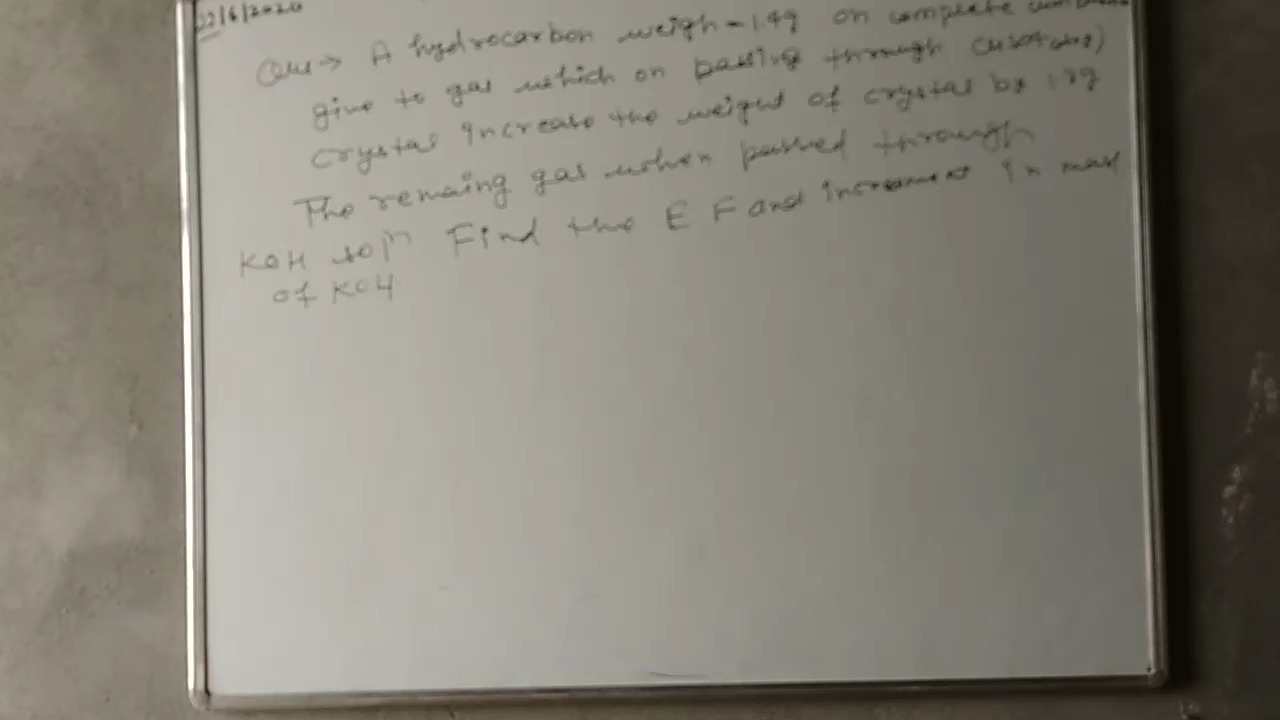 22/6/2020
Que → A hydrocarbon weigh = 1.4g on complete
give to gas which on passing through CuSO4 (
crystal increase the weight of crystal by 1.8g
The remaing gas when passed through
KOH solⁿ Find the E F and increment in mass
of KOH